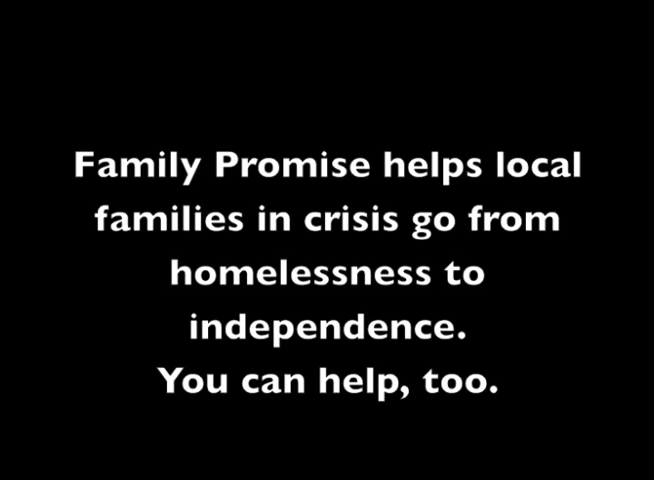 Family Promise helps local
families in crisis go from
homelessness to
independence.
You can help, too.